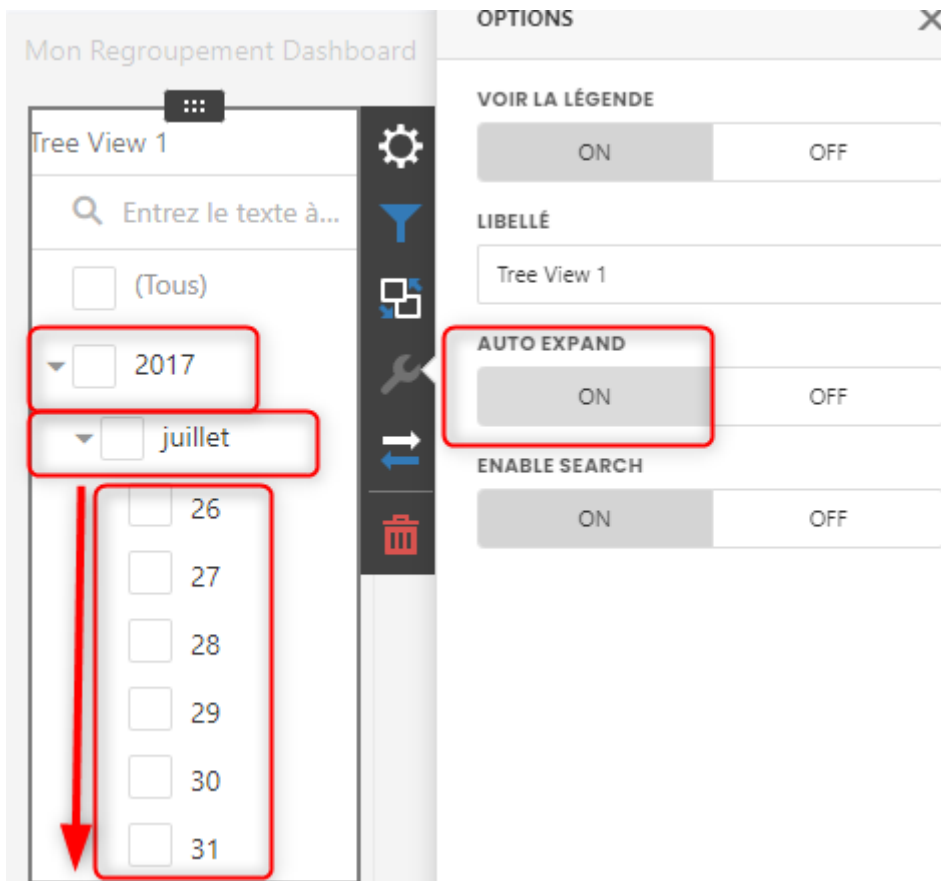 Mon Regroupement Dashboard
Tree View 1
Entrez le texte à...
(Tous)
2017
juillet
26
27
28
29
30
31
OPTIONS
VOIR LA LÉGENDE
ON OFF
LIBELLÉ
Tree View 1
AUTO EXPAND
ON OFF
ENABLE SEARCH
ON OFF